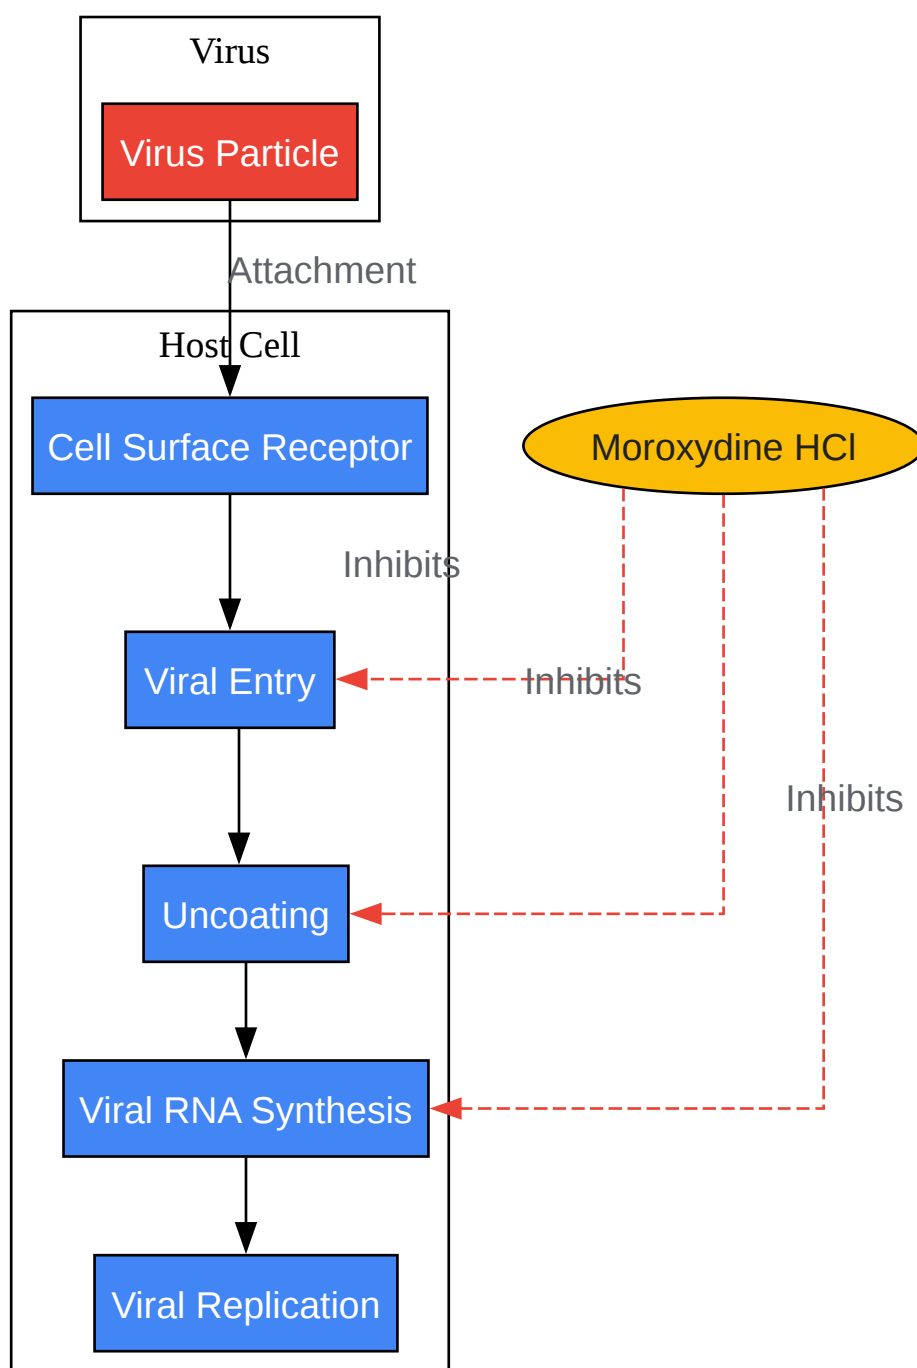 Virus
Virus Particle
Attachment
Host Cell
Cell Surface Receptor
Moroxydine HCl
Inhibits
Viral Entry
Inhibits
Inhibits
Uncoating
Viral RNA Synthesis
Viral Replication